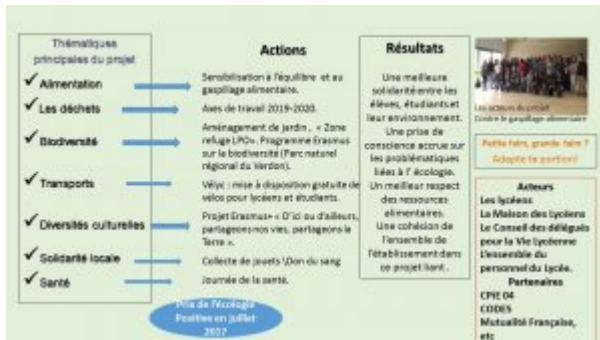 Thématiques
principales du projet
✓ Alimentation
✓ Les déchets
✓ Biodiversité
✓ Transports
✓ Diversités culturelles
✓ Solidarité locale
✓ Santé
Actions
Sensibilisation à l'équilibre et au
gaspillage alimentaire.
Axes de travail 2019-2020.
Aménagement de jardin , « Zone
refuge LPO», Programme Erasmus
sur la biodiversité (Parc naturel
régional du Verdon).
Vélyc : mise à disposition gratuite de
vélos pour lycéens et étudiants.
Projet Erasmus+ « D'ici ou d'ailleurs,
partageons nos vies, partageons la
Terre ».
Collecte de jouets \Don du sang
Journée de la santé.
Prix de l'écologie
Positive en juillet
2017
Résultats
Une meilleure
solidarité entre les
élèves, étudiants et
leur environnement.
Une prise de
conscience accrue sur
les problématiques
liées à l' écologie.
Un meilleur respect
des ressources
alimentaires.
Une cohésion de
l'ensemble de
l'établissement dans
ce projet liant .
Les acteurs du projet
Contre le gaspillage alimentaire
Petite faim, grande faim ?
Adapte ta portion!
Acteurs
Les lycéens
La Maison des Lycéens
Le Conseil des délégués
pour la Vie Lycéenne
L'ensemble du
personnel du lycée.
Partenaires
CPIE 04
CODES
Mutualité Française,
etc